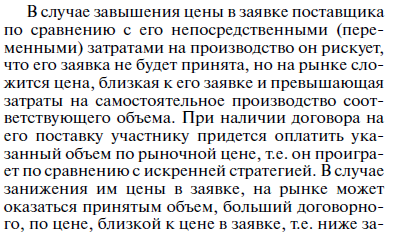 В случае завышения цены в заявке поставщика
по сравнению с его непосредственными (пере-
менными) затратами на производство он рискует,
что его заявка не будет принята, но на рынке сло-
жится цена, близкая к его заявке и превышающая
затраты на самостоятельное производство соот-
ветствующего объема. При наличии договора на
его поставку участнику придется оплатить ука-
занный объем по рыночной цене, т.е. он проигра-
ет по сравнению с искренней стратегией. В случае
занижения им цены в заявке, на рынке может
оказаться принятым объем, больший договорно-
го, по цене, близкой к цене в заявке, т.е. ниже за-